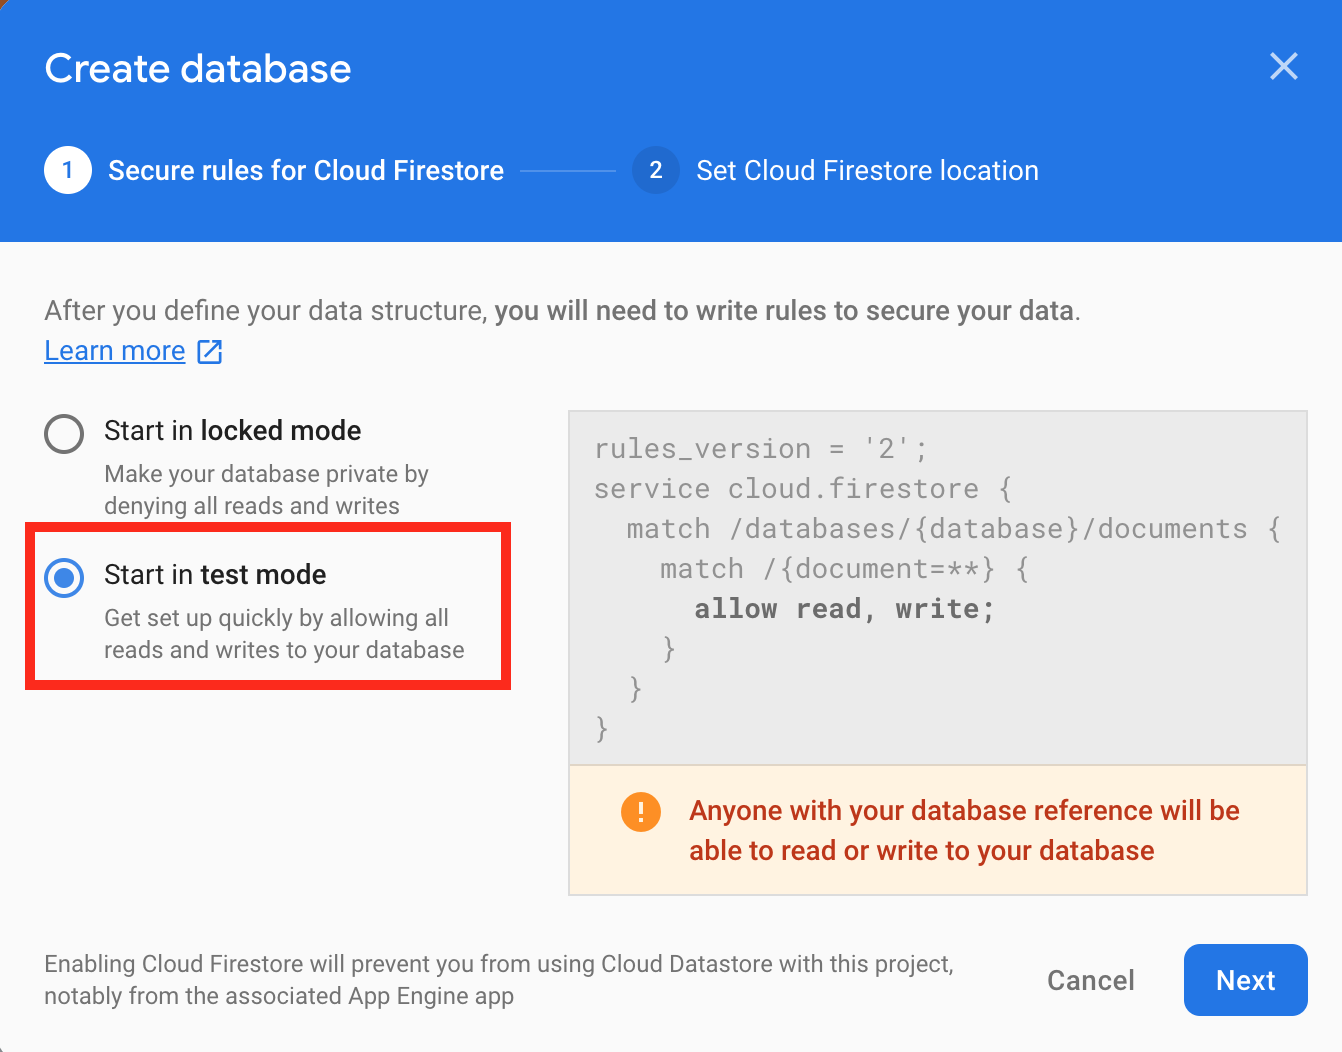 Create database
1 Secure rules for Cloud Firestore 2 Set Cloud Firestore location
After you define your data structure, you will need to write rules to secure your data.
Learn more
Start in locked mode
Make your database private by
denying all reads and writes
Start in test mode
Get set up quickly by allowing all
reads and writes to your database
rules_version = '2';
service cloud.firestore {
  match /databases/{database}/documents {
    match /{document=**} {
      allow read, write;
    }
  }
}
! Anyone with your database reference will be
able to read or write to your database
Enabling Cloud Firestore will prevent you from using Cloud Datastore with this project,
notably from the associated App Engine app
Cancel Next